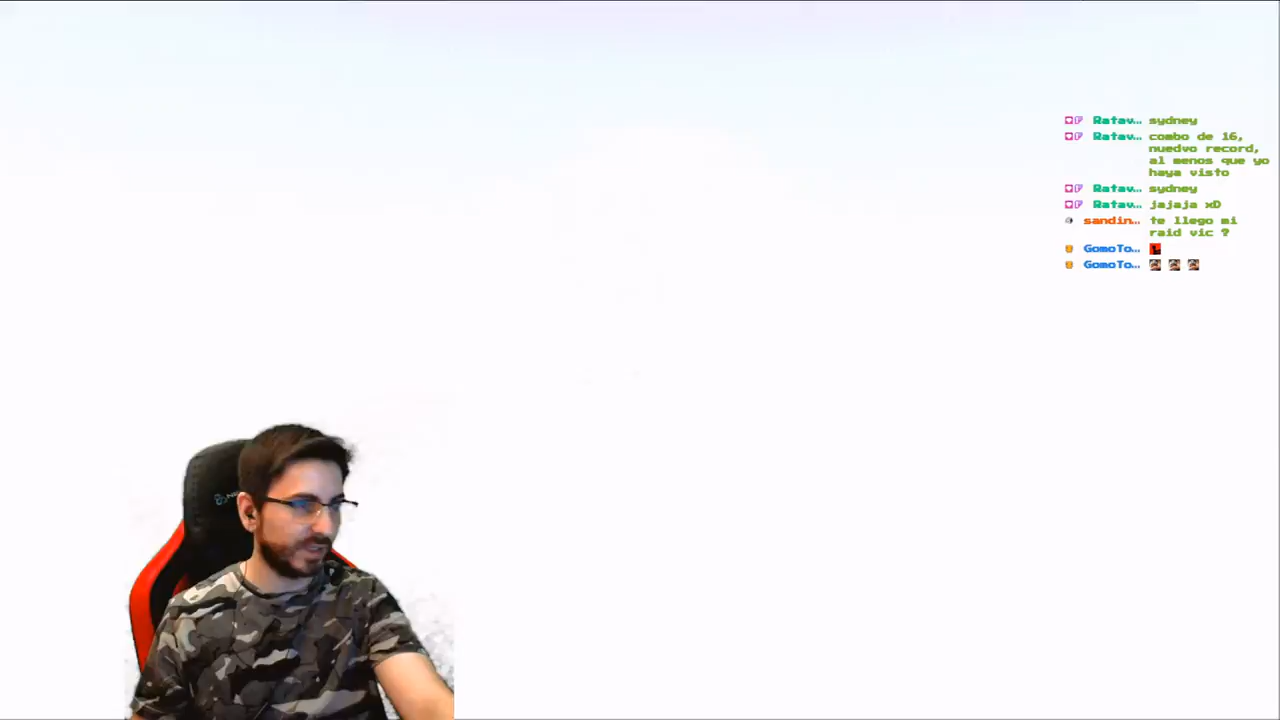 Ratav… sydney
Ratav… combo de 16,
nuedvo record,
al menos que yo
haya visto
Ratav… sydney
Ratav… jajaja xD
sandin… te llego mi
raid vic ?
GomoTo…
GomoTo…